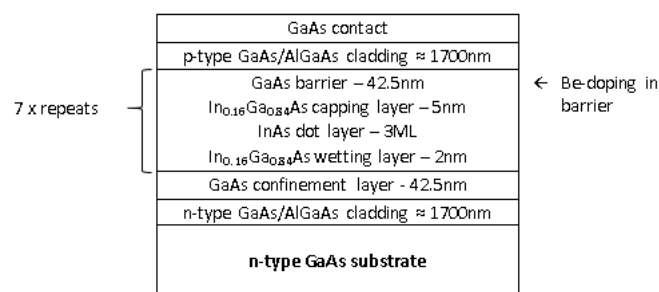 GaAs contact
p-type GaAs/AlGaAs cladding ≈ 1700nm
GaAs barrier – 42.5nm
← Be-doping in
barrier
7 x repeats
In₀.₁₆Ga₀.₈₄As capping layer – 5nm
InAs dot layer – 3ML
In₀.₁₆Ga₀.₈₄As wetting layer – 2nm
GaAs confinement layer - 42.5nm
n-type GaAs/AlGaAs cladding ≈ 1700nm
n-type GaAs substrate